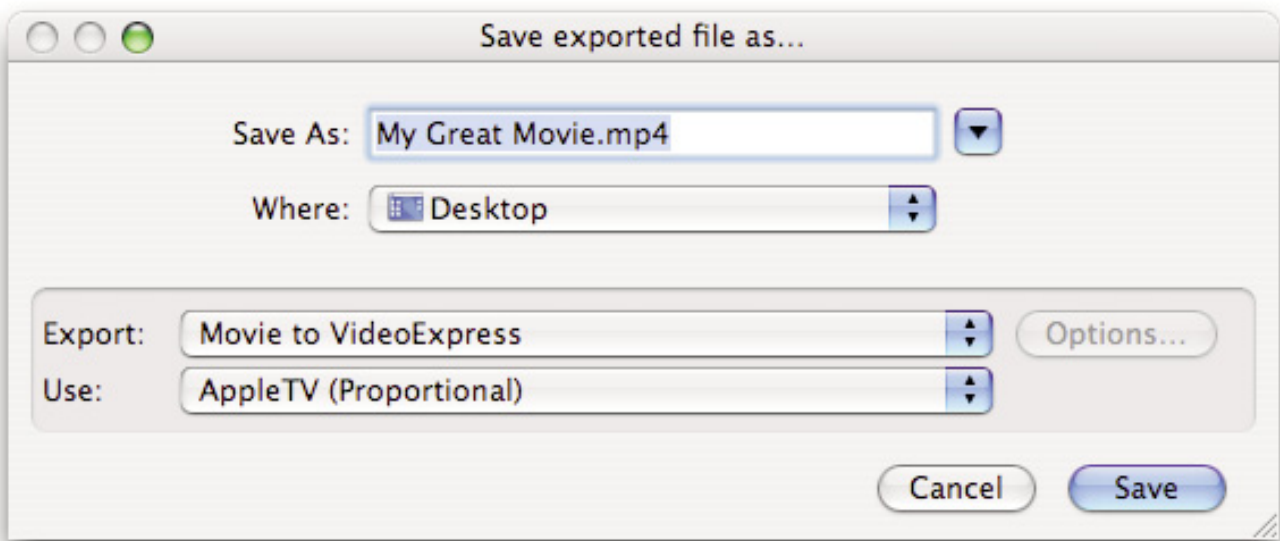 Save exported file as...
Save As: My Great Movie.mp4
Where: Desktop
Export: Movie to VideoExpress Options...
Use: AppleTV (Proportional)
Cancel Save